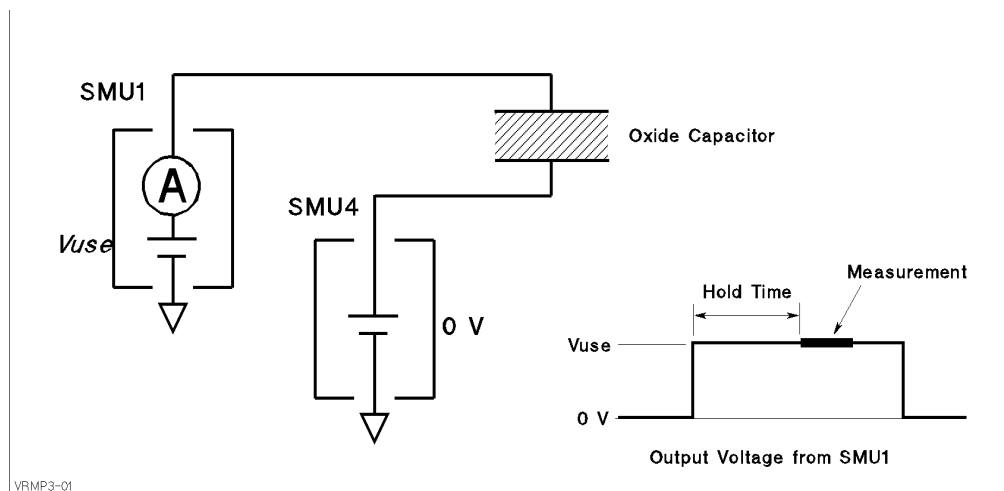 SMU1
A
Vuse
Oxide Capacitor
SMU4
0 V
Measurement
Hold Time
Vuse
0 V
Output Voltage from SMU1
VRMP3-01